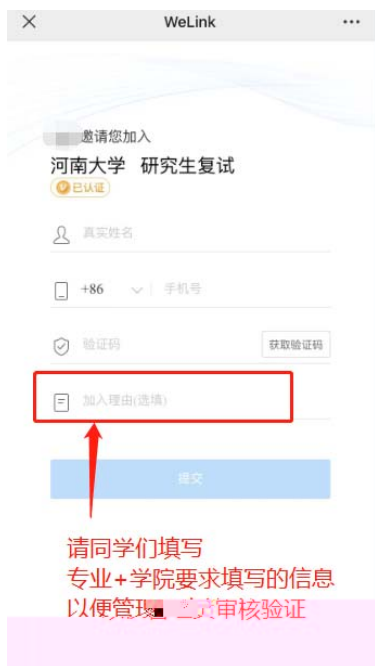 WeLink
邀请您加入
河南大学 研究生复试
已认证
真实姓名
+86 手机号
验证码 获取验证码
加入理由(选填)
提交
请同学们填写
专业+学院要求填写的信息
以便管理 审核验证